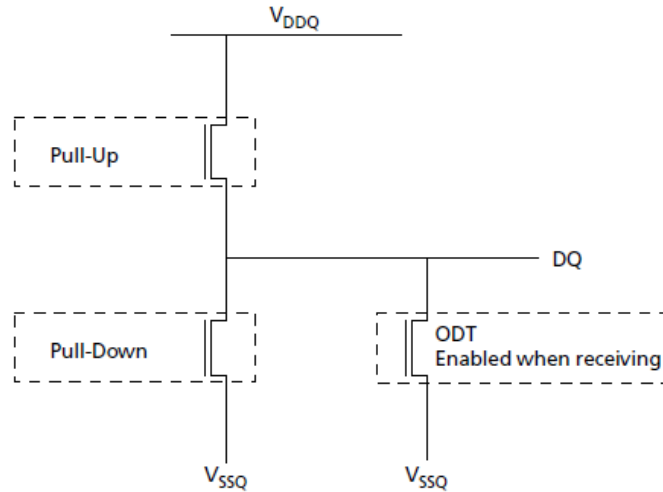 VDDQ
Pull-Up
DQ
Pull-Down
ODT
Enabled when receiving
VSSQ
VSSQ